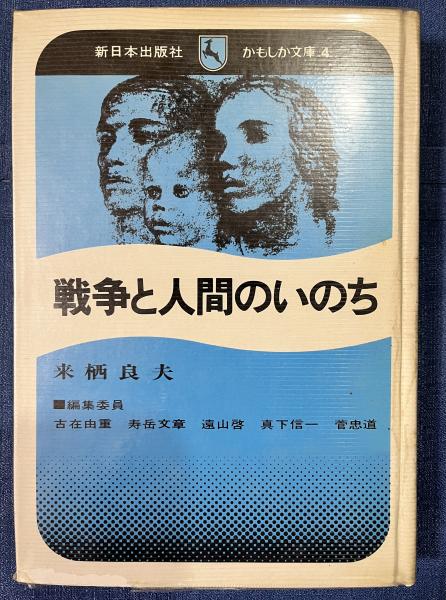 新日本出版社 かもしか文庫 4
戦争と人間のいのち
来栖良夫
■編集委員
古在由重 寿岳文章 遠山啓 真下信一 菅忠道